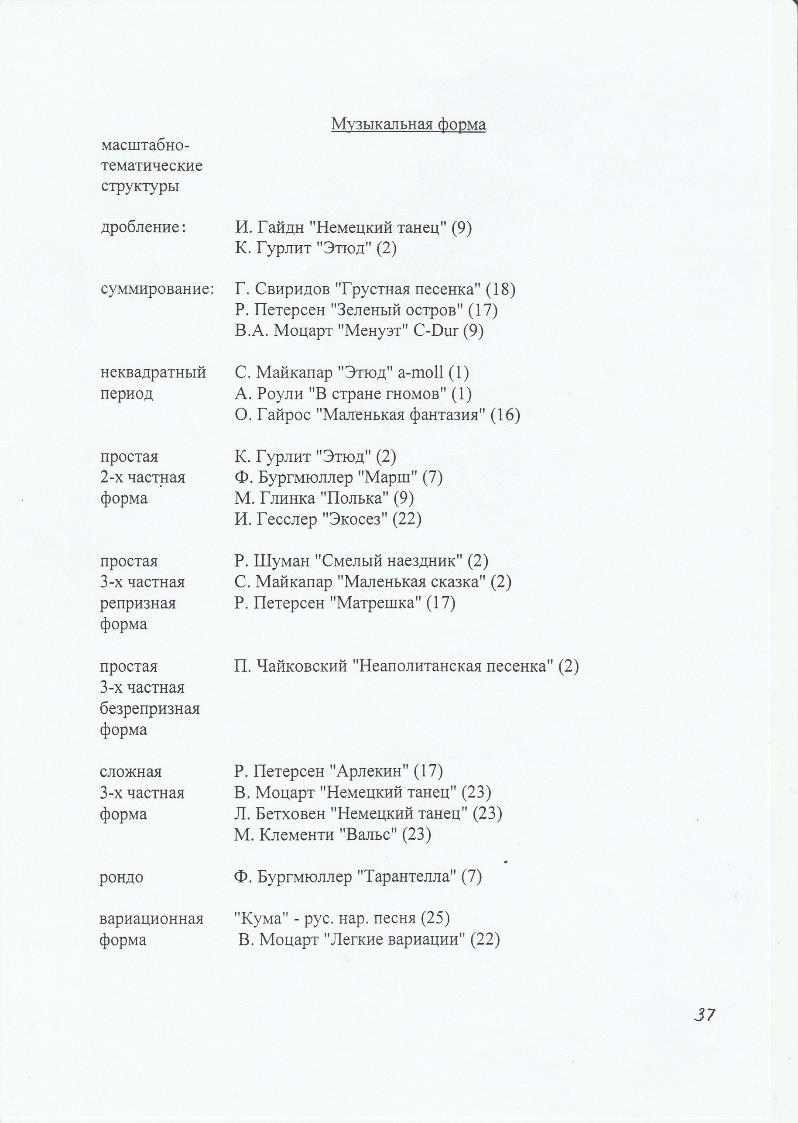 Музыкальная форма
масштабно-
тематические
структуры
дробление: И. Гайдн "Немецкий танец" (9)
К. Гурлит "Этюд" (2)
суммирование: Г. Свиридов "Грустная песенка" (18)
Р. Петерсен "Зеленый остров" (17)
В.А. Моцарт "Менуэт" C-Dur (9)
неквадратный С. Майкапар "Этюд" a-moll (1)
период А. Роули "В стране гномов" (1)
О. Гайрос "Маленькая фантазия" (16)
простая К. Гурлит "Этюд" (2)
2-х частная Ф. Бургмюллер "Марш" (7)
форма М. Глинка "Полька" (9)
И. Гесслер "Экосез" (22)
простая Р. Шуман "Смелый наездник" (2)
3-х частная С. Майкапар "Маленькая сказка" (2)
репризная Р. Петерсен "Матрешка" (17)
форма
простая П. Чайковский "Неаполитанская песенка" (2)
3-х частная
безрепризная
форма
сложная Р. Петерсен "Арлекин" (17)
3-х частная В. Моцарт "Немецкий танец" (23)
форма Л. Бетховен "Немецкий танец" (23)
М. Клементи "Вальс" (23)
рондо Ф. Бургмюллер "Тарантелла" (7)
вариационная "Кума" - рус. нар. песня (25)
форма В. Моцарт "Легкие вариации" (22)
37